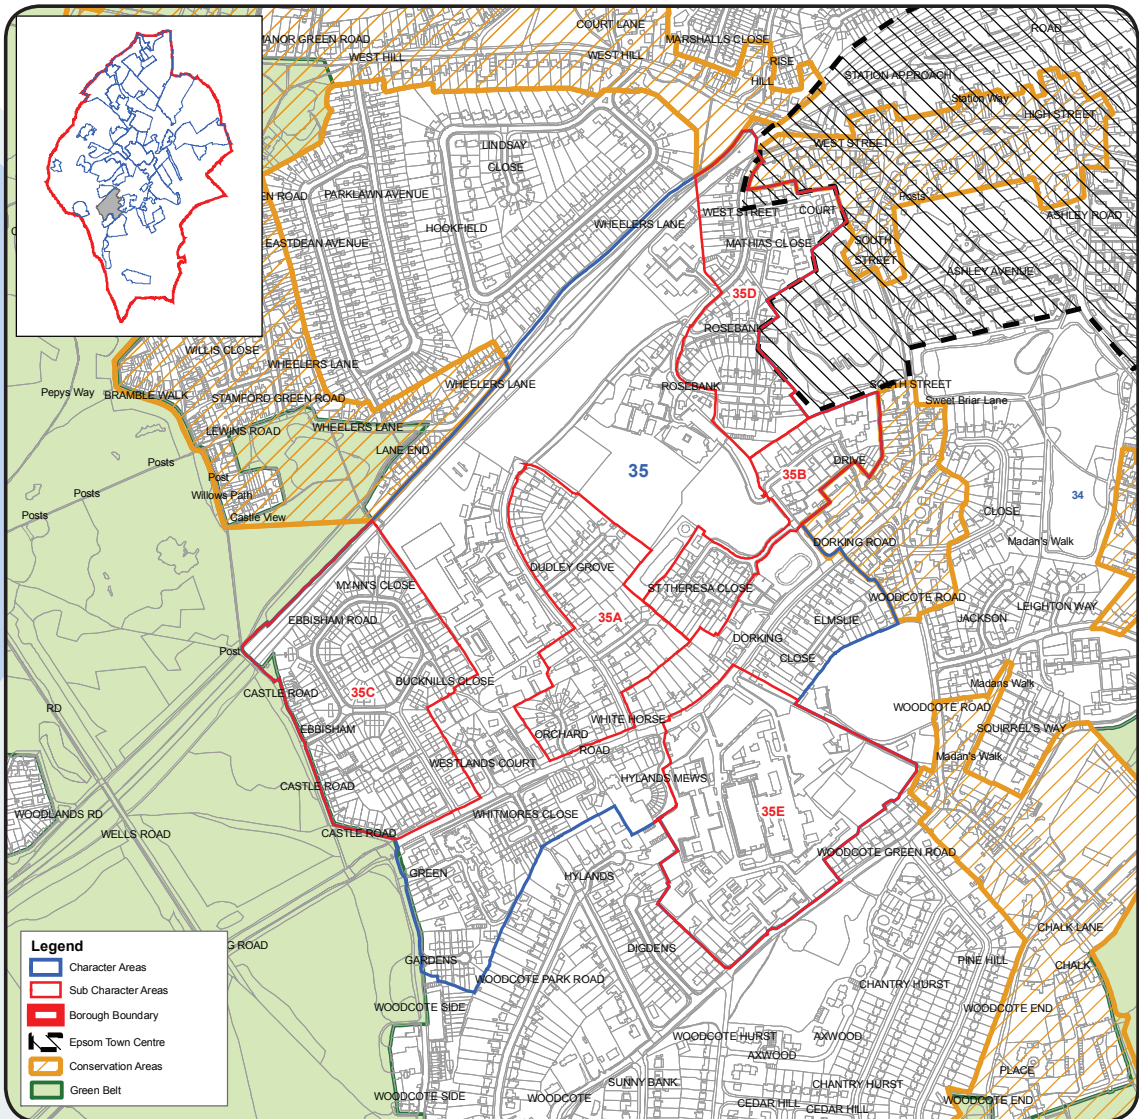 COURT LANE
ROAD
MANOR GREEN ROAD
MARSHALLS CLOSE
WEST HILL
WEST HILL
RISE
HILL
STATION APPROACH
Station Way
HIGH STREET
WEST STREET
LINDSAY
CLOSE
EN ROAD
PARKLAWN AVENUE
Posts
WEST STREET
COURT
ASHLEY ROAD
HOOKFIELD
WHEELERS LANE
EASTDEAN AVENUE
MATHIAS CLOSE
SOUTH
STREET
ASHLEY AVENUE
35D
ROSEBANK
WILLIS CLOSE
WHEELERS LANE
WHEELERS LANE
ROSEBANK
SOUTH STREET
Pepys Way
BRAMBLE WALK
STAMFORD GREEN ROAD
Sweet Briar Lane
LEWINS ROAD
WHEELERS LANE
LANE END
Posts
DRIVE
35
35B
Post
Posts
Willows Path
34
Posts
Castle View
CLOSE
DORKING ROAD
Madan's Walk
DUDLEY GROVE
MYNN'S CLOSE
ST THERESA CLOSE
WOODCOTE ROAD
LEIGHTON WAY
EBBISHAM ROAD
35A
ELMSLIE
JACKSON
DORKING
Post
CLOSE
BUCKNILLS CLOSE
Madans Walk
CASTLE ROAD
35C
RD
WOODCOTE ROAD
WHITE HORSE
EBBISHAM
SQUIRREL'S WAY
ORCHARD
ROAD
Madan's Walk
WESTLANDS COURT
HYLANDS MEWS
CASTLE ROAD
WOODLANDS RD
WHITMORES CLOSE
35E
WELLS ROAD
CASTLE ROAD
WOODCOTE GREEN ROAD
GREEN
HYLANDS
CHALK LANE
G ROAD
DIGDENS
GARDENS
PINE HILL
CHALK
WOODCOTE PARK ROAD
CHANTRY HURST
WOODCOTE SIDE
WOODCOTE END
WOODCOTE HURST
AXWOOD
AXWOOD
PLACE
SUNNY BANK
CHANTRY HURST
WOODCOTE SIDE
WOODCOTE
WOODCOTE END
CEDAR HILL
CEDAR HILL
Legend
Character Areas
Sub Character Areas
Borough Boundary
Epsom Town Centre
Conservation Areas
Green Belt